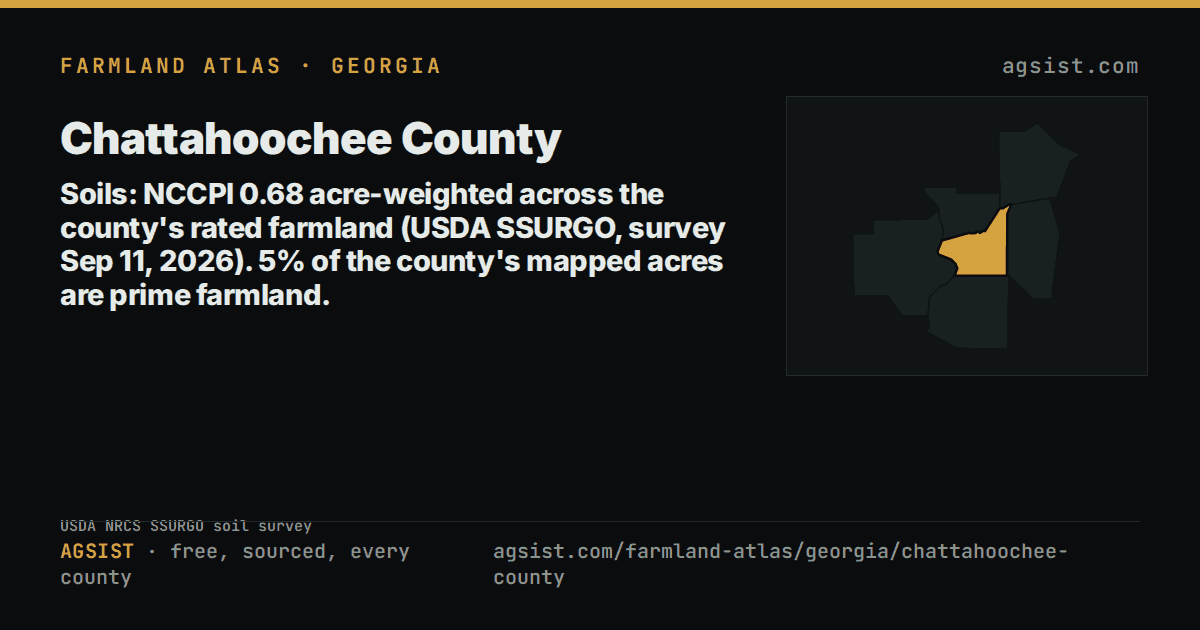 FARMLAND ATLAS · GEORGIA
agsist.com
Chattahoochee County
Soils: NCCPI 0.68 acre-weighted across the
county's rated farmland (USDA SSURGO, survey
Sep 11, 2026). 5% of the county's mapped acres
are prime farmland.
USDA NRCS SSURGO soil survey
AGSIST · free, sourced, every
county
agsist.com/farmland-atlas/georgia/chattahoochee-
county